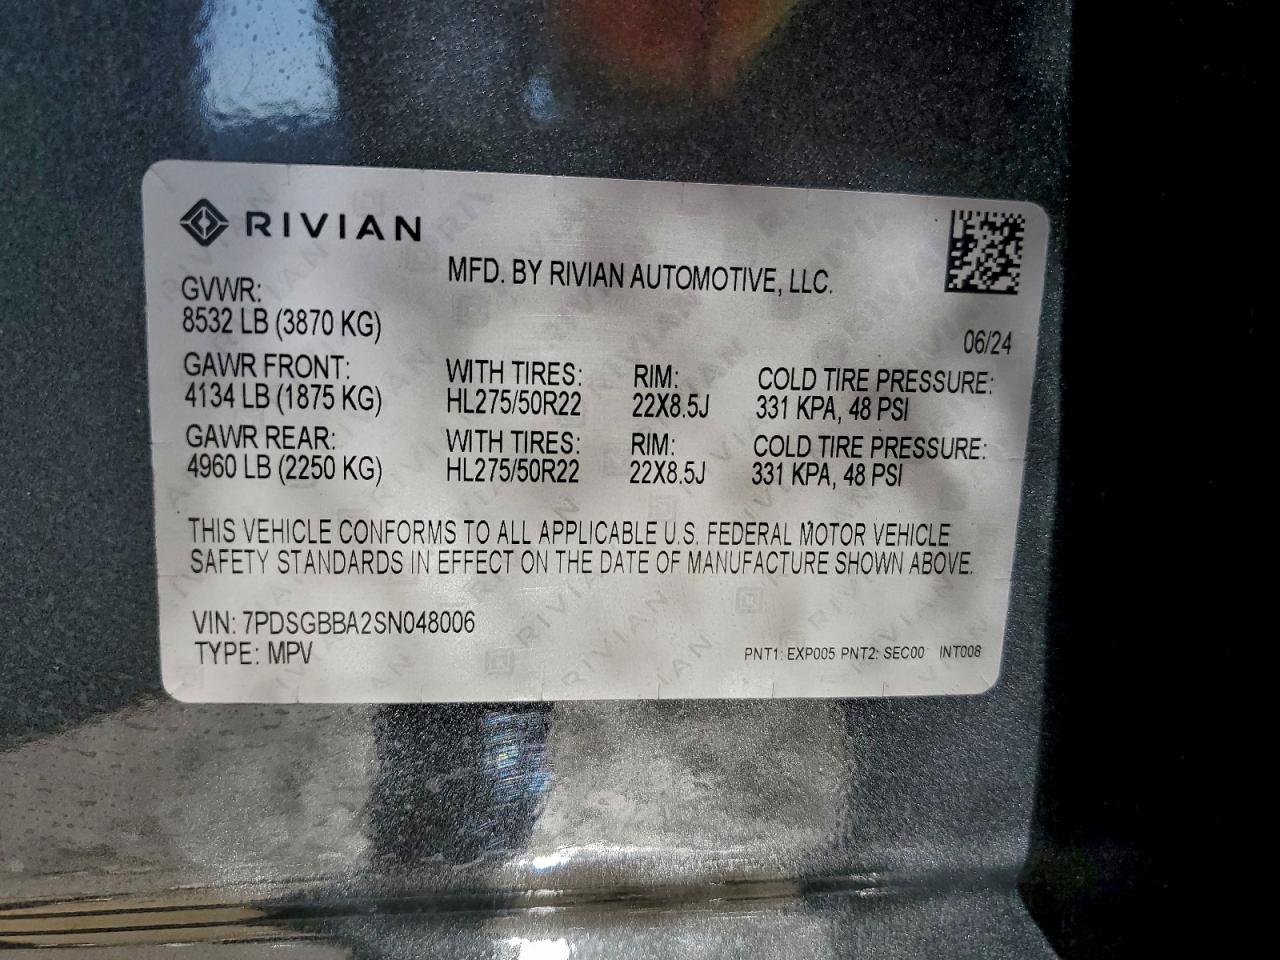 RIVIAN
MFD. BY RIVIAN AUTOMOTIVE, LLC.
GVWR:
8532 LB (3870 KG)
06/24
GAWR FRONT: WITH TIRES: RIM: COLD TIRE PRESSURE:
4134 LB (1875 KG) HL275/50R22 22X8.5J 331 KPA, 48 PSI
GAWR REAR: WITH TIRES: RIM: COLD TIRE PRESSURE:
4960 LB (2250 KG) HL275/50R22 22X8.5J 331 KPA, 48 PSI
THIS VEHICLE CONFORMS TO ALL APPLICABLE U.S. FEDERAL MOTOR VEHICLE
SAFETY STANDARDS IN EFFECT ON THE DATE OF MANUFACTURE SHOWN ABOVE.
VIN: 7PDSGBBA2SN048006
TYPE: MPV
PNT1: EXP005 PNT2: SEC00 INT008